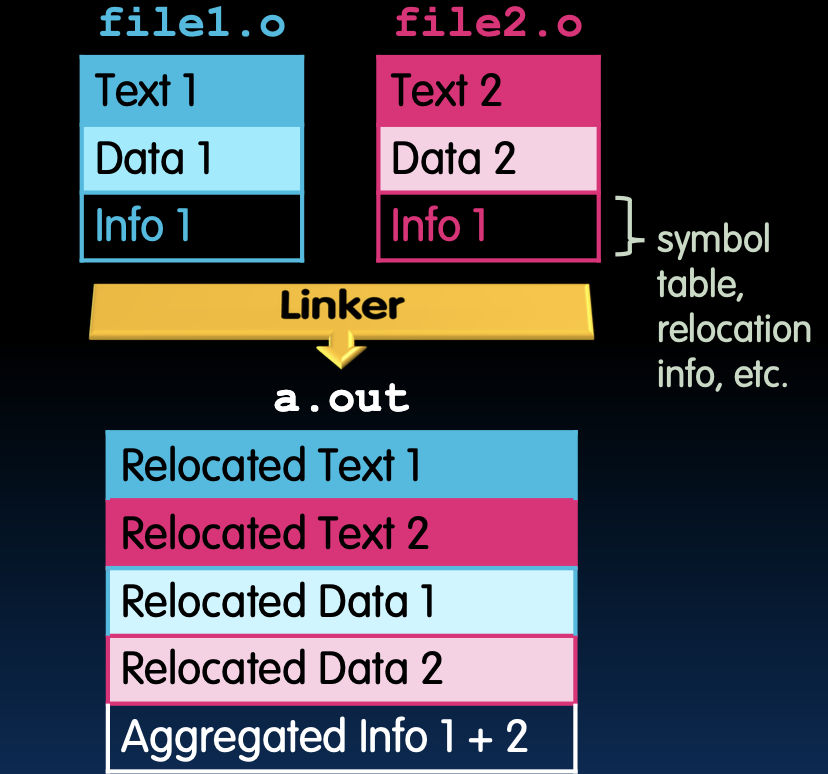 file1.o
file2.o
Text 1
Text 2
Data 1
Data 2
Info 1
Info 1
symbol
table,
relocation
info, etc.
Linker
a.out
Relocated Text 1
Relocated Text 2
Relocated Data 1
Relocated Data 2
Aggregated Info 1 + 2